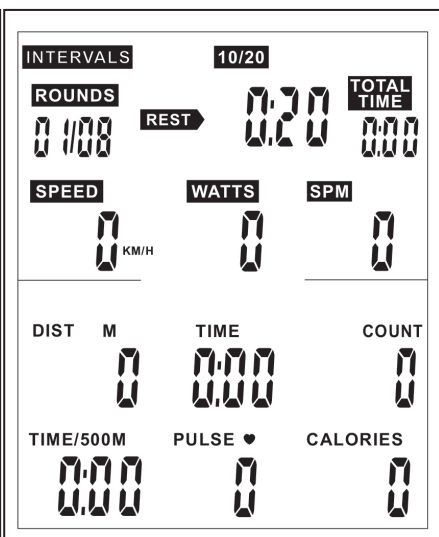 INTERVALS 10/20
ROUNDS REST 0:20 TOTAL TIME
01/08 0:00
SPEED WATTS SPM
0 KM/H 0 0
DIST M TIME COUNT
0 0:00 0
TIME/500M PULSE ♥ CALORIES
0:00 0 0